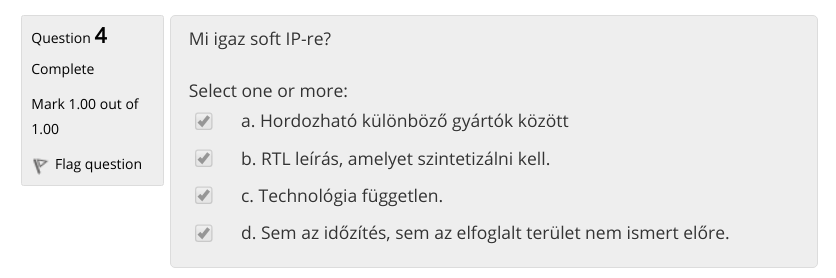 Question 4
Complete
Mark 1.00 out of
1.00
Flag question
Mi igaz soft IP-re?
Select one or more:
a. Hordozható különböző gyártók között
b. RTL leírás, amelyet szintetizálni kell.
c. Technológia független.
d. Sem az időzítés, sem az elfoglalt terület nem ismert előre.